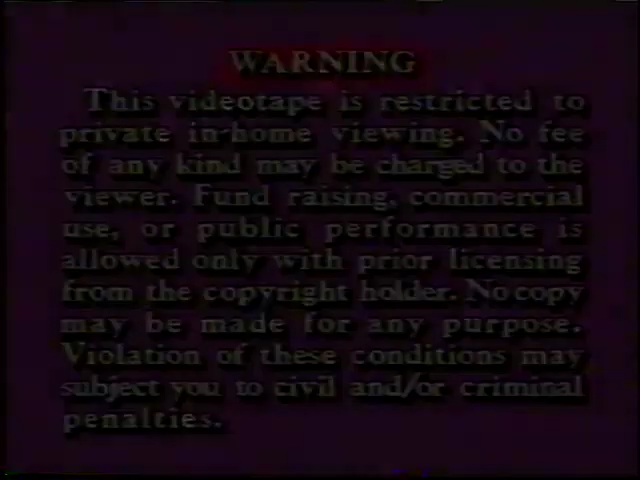 WARNING
This videotape is restricted to
private in-home viewing. No fee
of any kind may be charged to the
viewer. Fund raising, commercial
use, or public performance is
allowed only with prior licensing
from the copyright holder. No copy
may be made for any purpose.
Violation of these conditions may
subject you to civil and/or criminal
penalties.